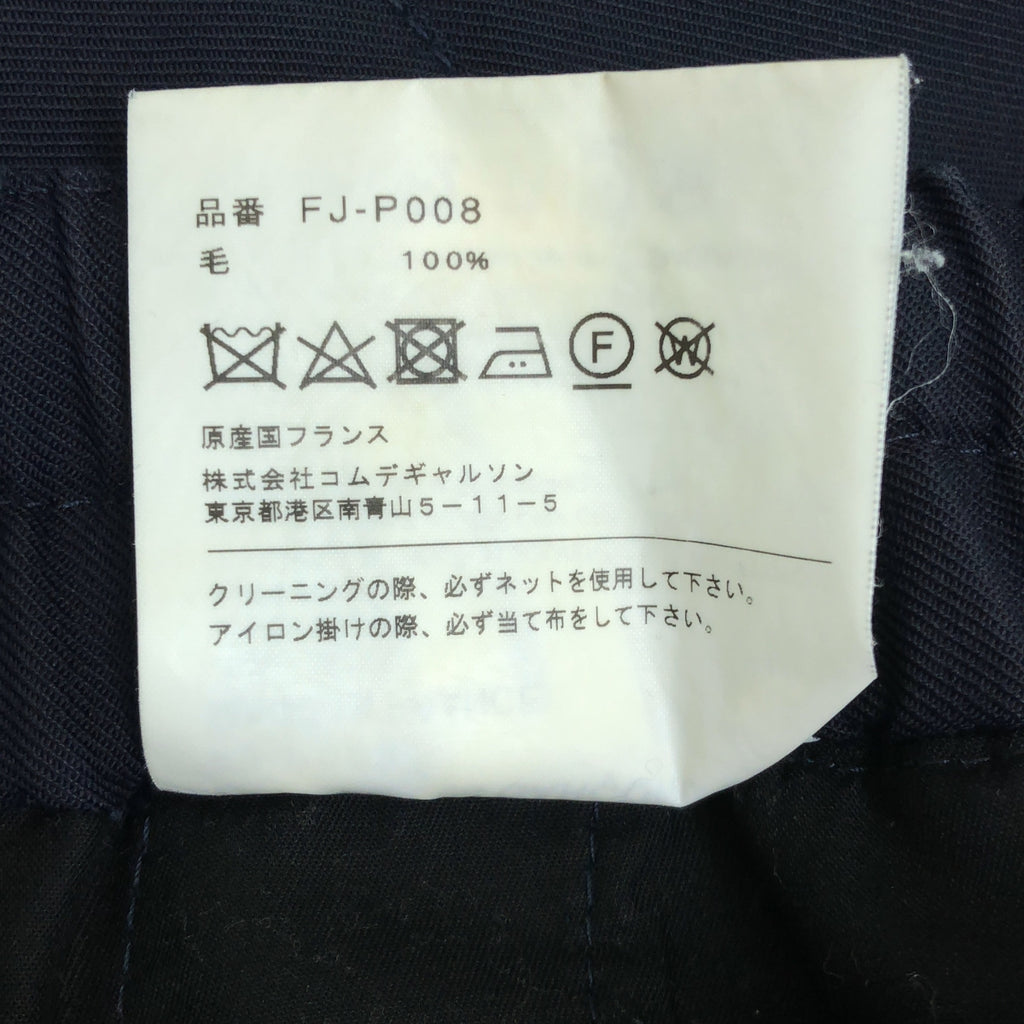 品番 FJ-P008
毛 100%
F W
原産国フランス
株式会社コムデギャルソン
東京都港区南青山5-11-5
クリーニングの際、必ずネットを使用して下さい。
アイロン掛けの際、必ず当て布をして下さい。